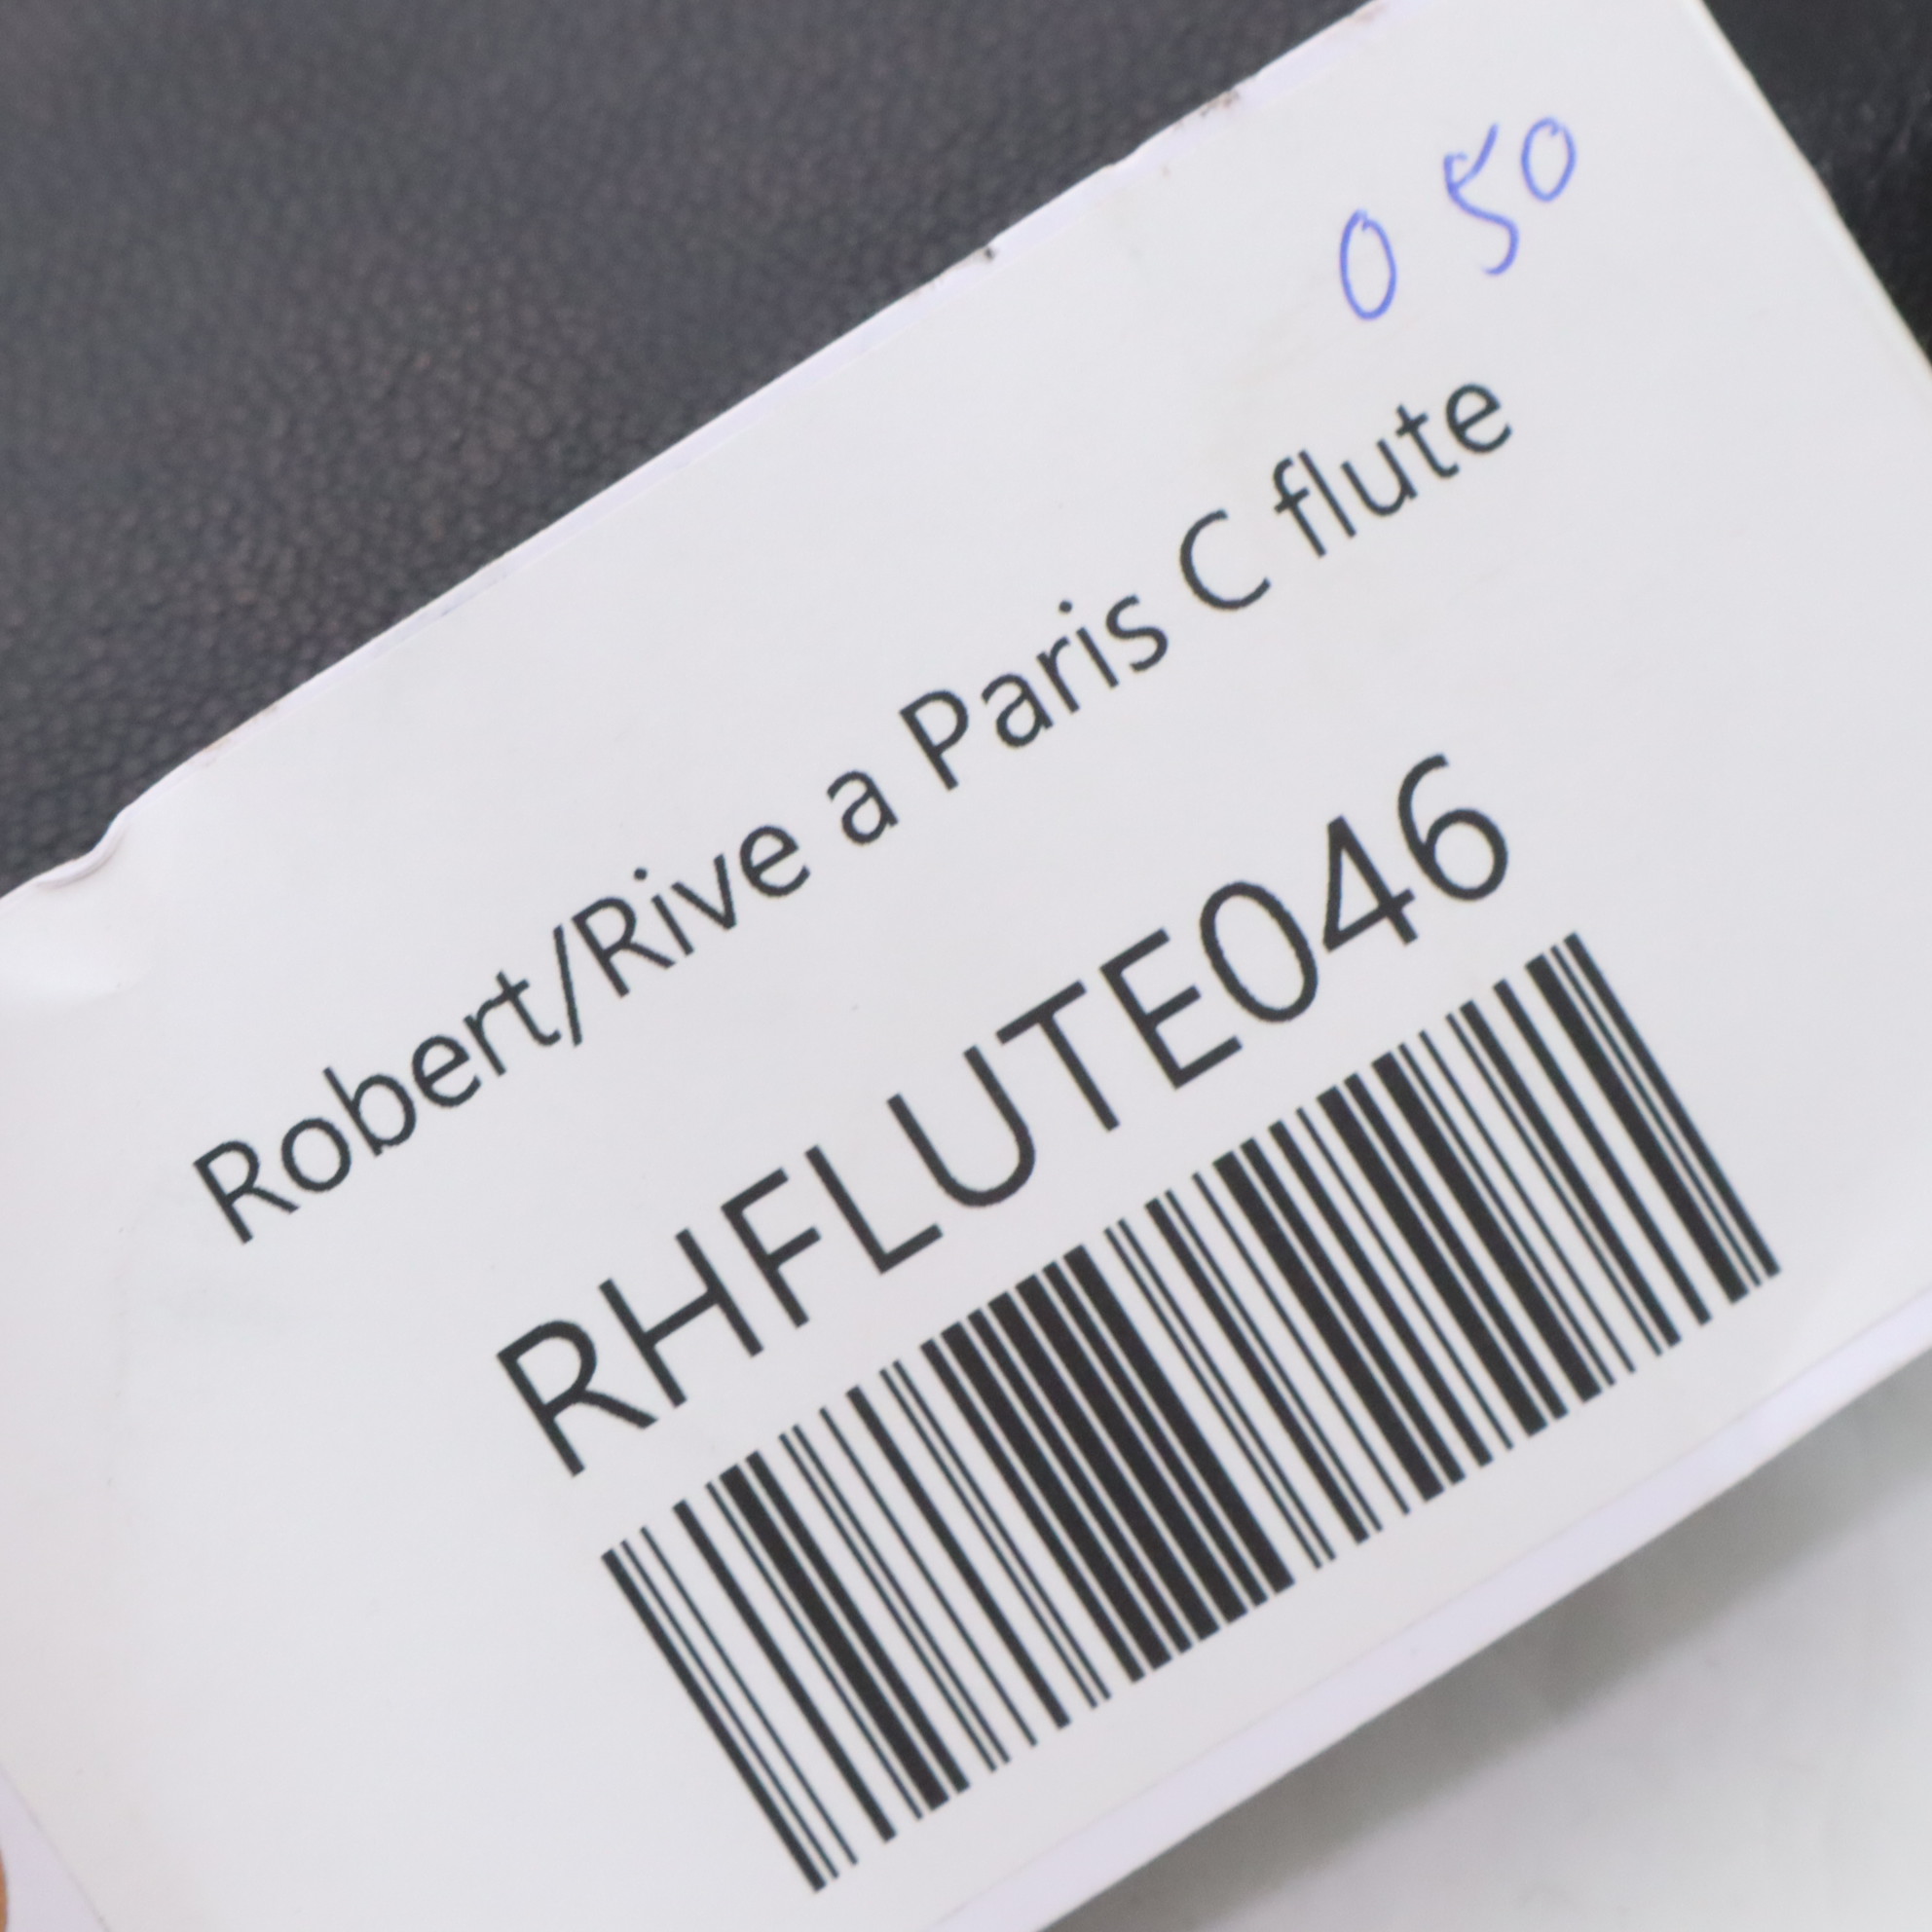 0 50
Robert/Rive a Paris C flute
RHFLUTE046